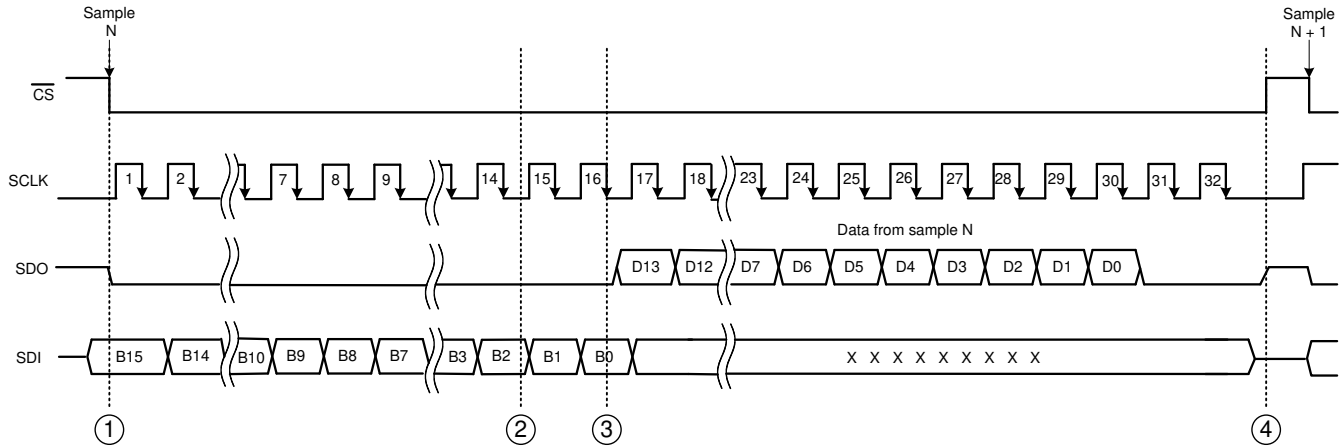 Sample
N
Sample
N + 1
CS
SCLK
1 2 7 8 9 14 15 16 17 18 23 24 25 26 27 28 29 30 31 32
Data from sample N
SDO
D13 D12 D7 D6 D5 D4 D3 D2 D1 D0
SDI
B15 B14 B10 B9 B8 B7 B3 B2 B1 B0 X X X X X X X X X
1 2 3 4